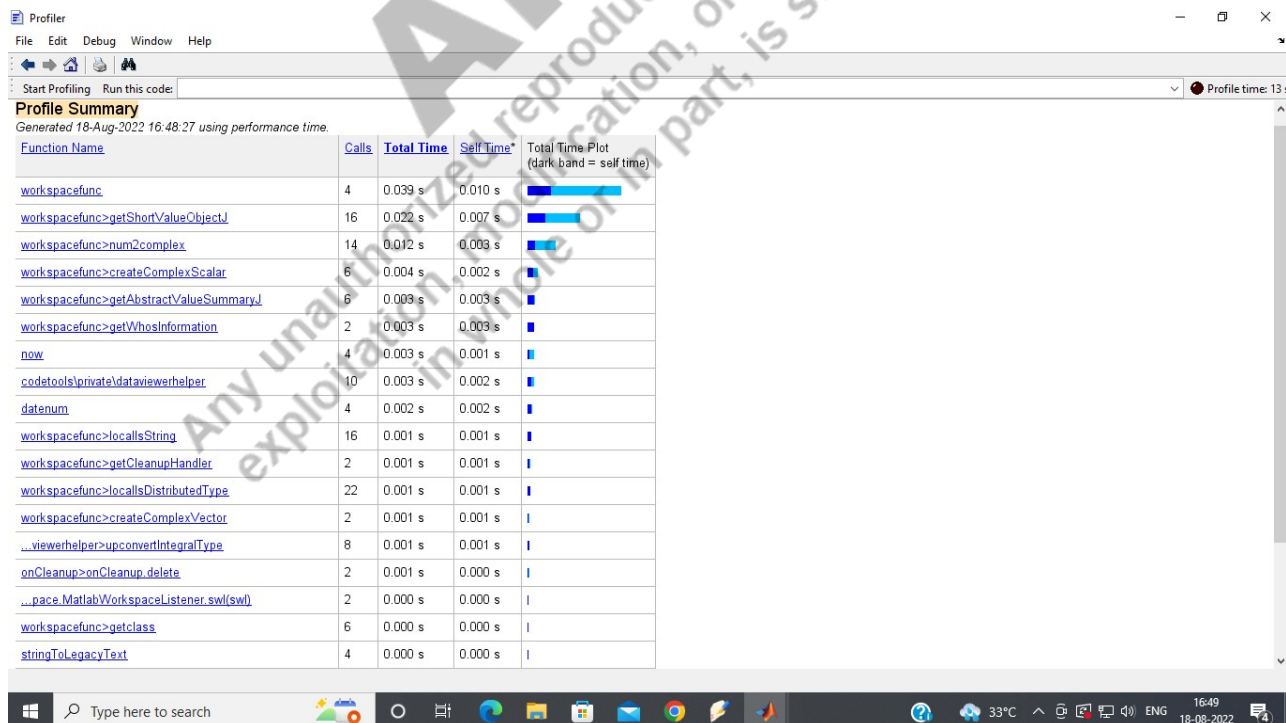 Profiler
File Edit Debug Window Help
Start Profiling Run this code:
Profile time: 13
Profile Summary
Generated 18-Aug-2022 16:48:27 using performance time.
Function Name Calls Total Time Self Time* Total Time Plot
(dark band = self time)
workspacefunc 4 0.039 s 0.010 s
workspacefunc>getShortValueObjectJ 16 0.022 s 0.007 s
workspacefunc>num2complex 14 0.012 s 0.003 s
workspacefunc>createComplexScalar 6 0.004 s 0.002 s
workspacefunc>getAbstractValueSummaryJ 6 0.003 s 0.003 s
workspacefunc>getWhosInformation 2 0.003 s 0.003 s
now 4 0.003 s 0.001 s
codetools\private\dataviewerhelper 10 0.003 s 0.002 s
datenum 4 0.002 s 0.002 s
workspacefunc>localIsString 16 0.001 s 0.001 s
workspacefunc>getCleanupHandler 2 0.001 s 0.001 s
workspacefunc>localIsDistributedType 22 0.001 s 0.001 s
workspacefunc>createComplexVector 2 0.001 s 0.001 s
...viewerhelper>upconvertIntegralType 8 0.001 s 0.001 s
onCleanup>onCleanup.delete 2 0.001 s 0.000 s
...pace.MatlabWorkspaceListener.swl(swl) 2 0.000 s 0.000 s
workspacefunc>getclass 6 0.000 s 0.000 s
stringToLegacyText 4 0.000 s 0.000 s
Any unauthorized reproduc
exploitation, modification, or
in whole or in part, is s
Type here to search
33°C ENG 16:49
18-08-2022